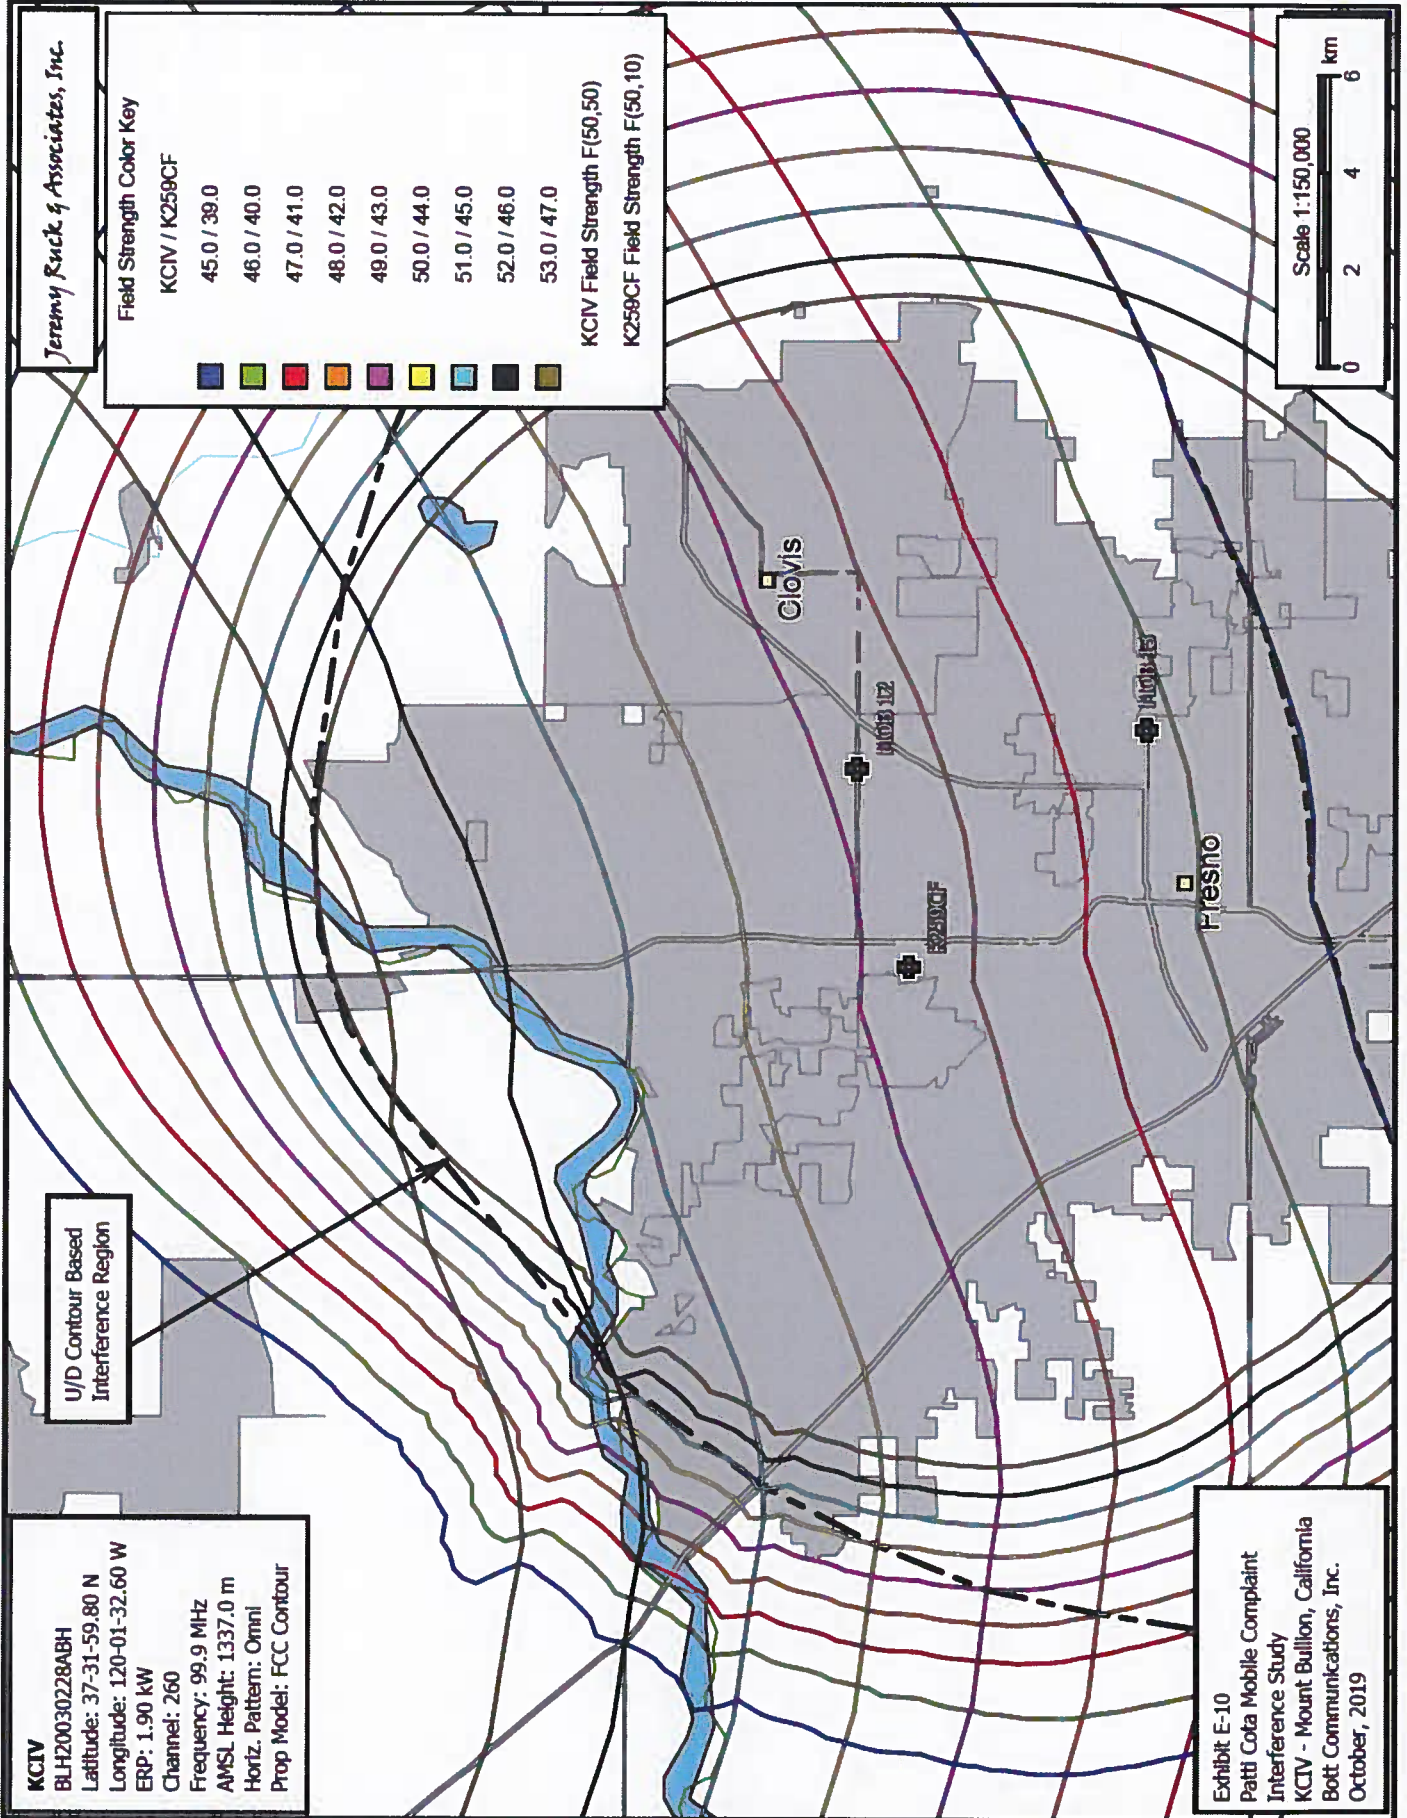 KCIV
BLH20030228ABH
Latitude: 37-31-59.80 N
Longitude: 120-01-32.60 W
ERP: 1.90 kW
Channel: 260
Frequency: 99.9 MHz
AMSL Height: 1337.0 m
Horiz. Pattern: Omni
Prop Model: FCC Contour
U/D Contour Based
Interference Region
Jeremy Ruck & Associates, Inc.
Field Strength Color Key
KCIV / K259CF
45.0 / 39.0
46.0 / 40.0
47.0 / 41.0
48.0 / 42.0
49.0 / 43.0
50.0 / 44.0
51.0 / 45.0
52.0 / 46.0
53.0 / 47.0
KCIV Field Strength F(50,50)
K259CF Field Strength F(50,10)
Clovis
K259CF
Fresno
Exhibit E-10
Patti Cota Mobile Complaint
Interference Study
KCIV - Mount Bullion, California
Bott Communications, Inc.
October, 2019
Scale 1:150,000
0 2 4 6 km